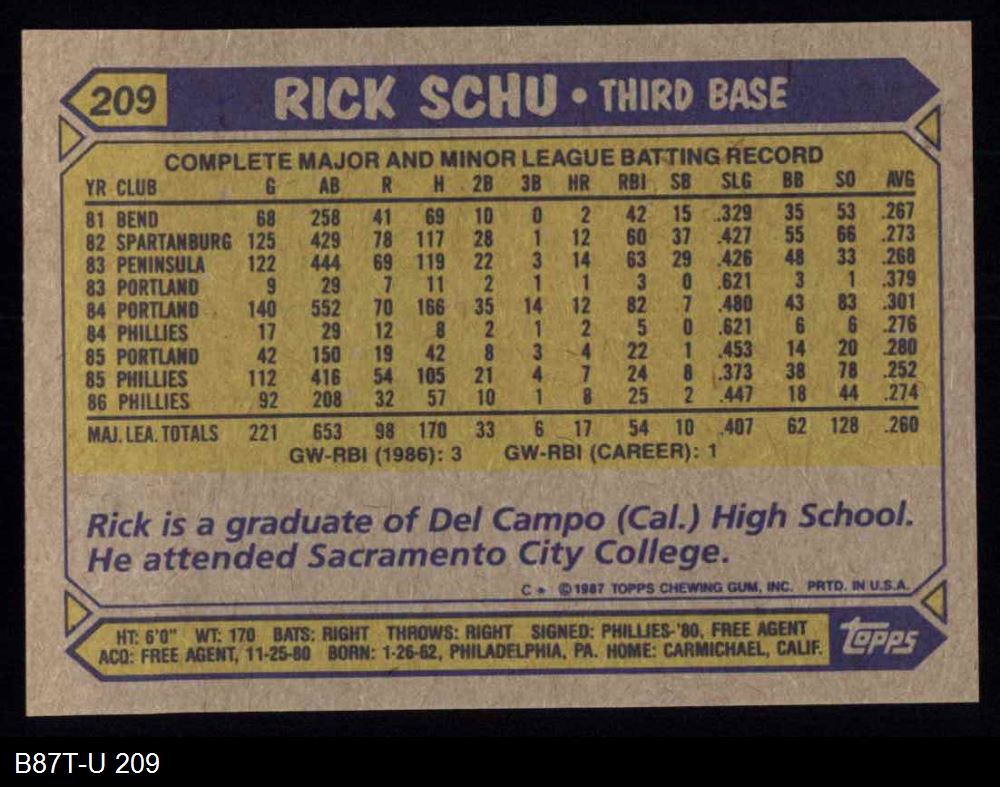 209 RICK SCHU • THIRD BASE
COMPLETE MAJOR AND MINOR LEAGUE BATTING RECORD
YR CLUB G AB R H 2B 3B HR RBI SB SLG BB SO AVG
81 BEND 68 258 41 69 10 0 2 42 15 .329 35 53 .267
82 SPARTANBURG 125 429 78 117 28 1 12 60 37 .427 55 66 .273
83 PENINSULA 122 444 69 119 22 3 14 63 29 .426 48 33 .268
83 PORTLAND 9 29 7 11 2 1 1 3 0 .621 3 1 .379
84 PORTLAND 140 552 70 166 35 14 12 82 7 .480 43 83 .301
84 PHILLIES 17 29 12 8 2 1 2 5 0 .621 6 6 .276
85 PORTLAND 42 150 19 42 8 3 4 22 1 .453 14 20 .280
85 PHILLIES 112 416 54 105 21 4 7 24 8 .373 38 78 .252
86 PHILLIES 92 208 32 57 10 1 8 25 2 .447 18 44 .274
MAJ. LEA. TOTALS 221 653 98 170 33 6 17 54 10 .407 62 128 .260
GW-RBI (1986): 3 GW-RBI (CAREER): 1
Rick is a graduate of Del Campo (Cal.) High School.
He attended Sacramento City College.
C * © 1987 TOPPS CHEWING GUM, INC. PRTD. IN U.S.A.
HT: 6'0" WT: 170 BATS: RIGHT THROWS: RIGHT SIGNED: PHILLIES-'80, FREE AGENT
ACQ: FREE AGENT, 11-25-80 BORN: 1-26-62, PHILADELPHIA, PA. HOME: CARMICHAEL, CALIF.
topps
B87T-U 209